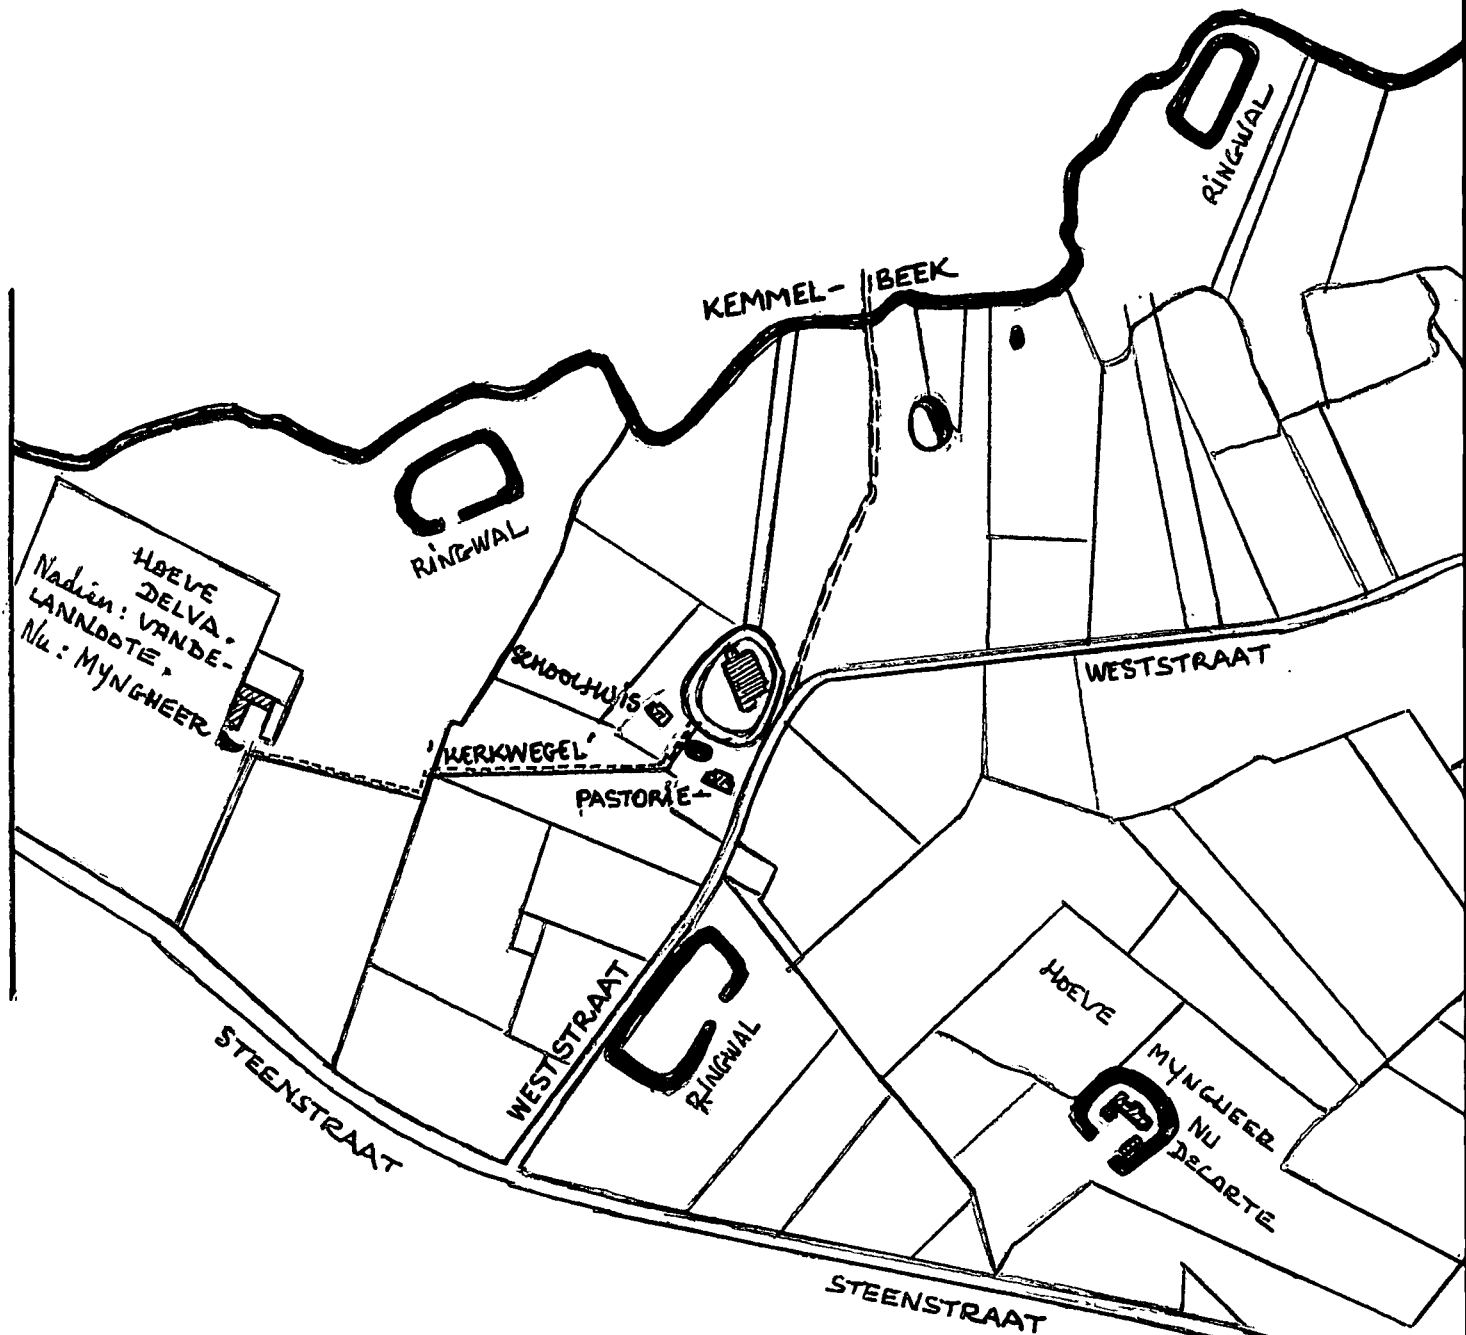 RINGWAL
KEMMEL- BEEK
RINGWAL
HOEVE
DELVA.
Nadien: VANDE-
LANNOOTE.
Nu: MYNGHEER
SCHOOLHUIS
'KERKWEGEL'
PASTORIE-
WESTSTRAAT
WESTSTRAAT
RINGWAL
STEENSTRAAT
HOEVE
MYNGHEER
NU
DECORTE
STEENSTRAAT